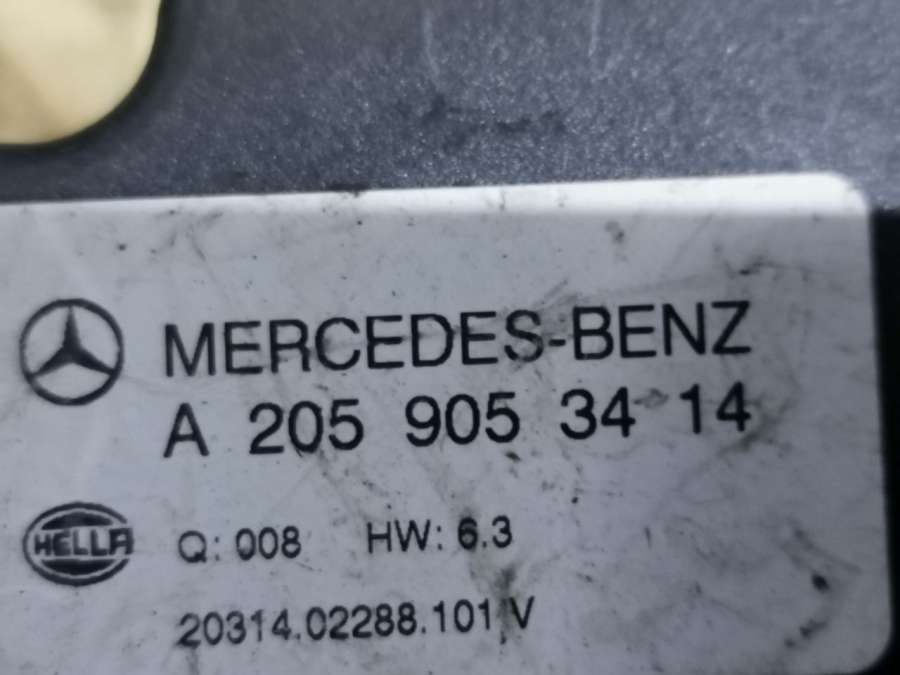 MERCEDES-BENZ
A 205 905 34 14
HELLA Q: 008 HW: 6.3
20314.02288.101 V